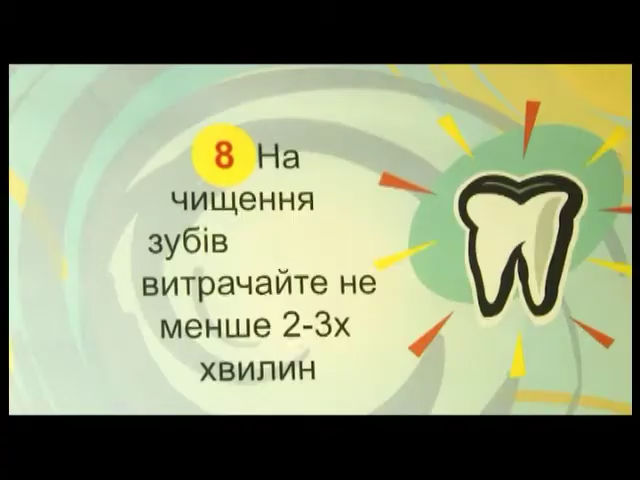 8 На
чищення
зубів
витрачайте не
менше 2-3х
хвилин